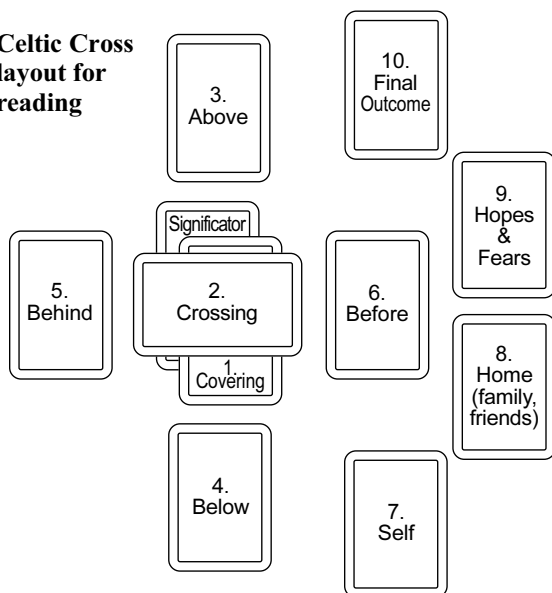 Celtic Cross
layout for
reading
3.
Above
10.
Final
Outcome
9.
Hopes
&
Fears
Significator
2.
Crossing
1.
Covering
5.
Behind
6.
Before
8.
Home
(family,
friends)
4.
Below
7.
Self